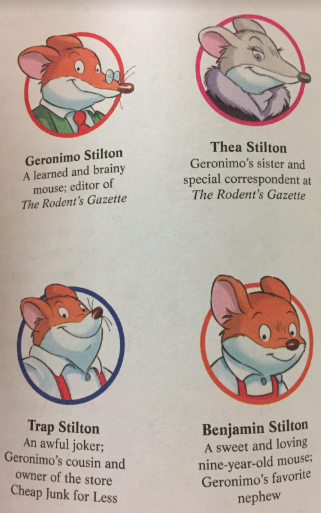 Geronimo Stilton
A learned and brainy
mouse; editor of
The Rodent's Gazette
Thea Stilton
Geronimo's sister and
special correspondent at
The Rodent's Gazette
Trap Stilton
An awful joker;
Geronimo's cousin and
owner of the store
Cheap Junk for Less
Benjamin Stilton
A sweet and loving
nine-year-old mouse;
Geronimo's favorite
nephew